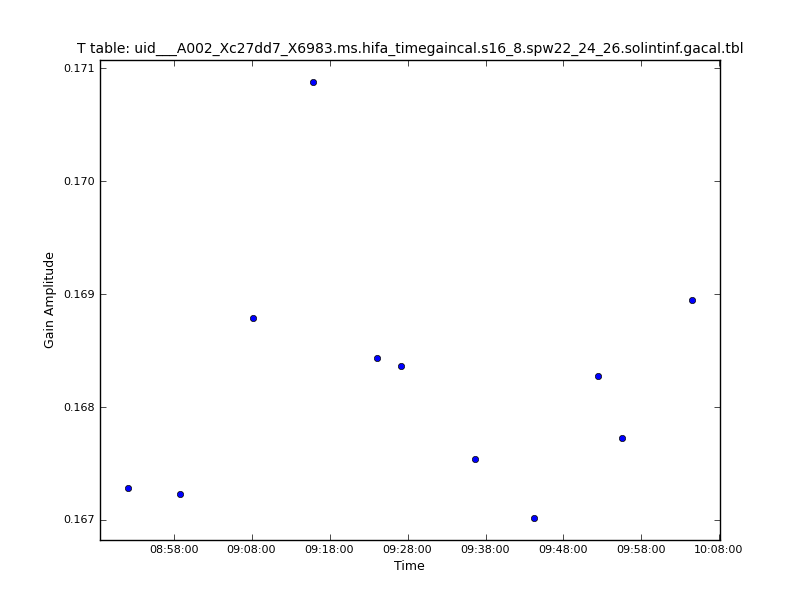 T table: uid___A002_Xc27dd7_X6983.ms.hifa_timegaincal.s16_8.spw22_24_26.solintinf.gacal.tbl
0.171
0.170
0.169
0.168
0.167
Gain Amplitude
08:58:00 09:08:00 09:18:00 09:28:00 09:38:00 09:48:00 09:58:00 10:08:00
Time